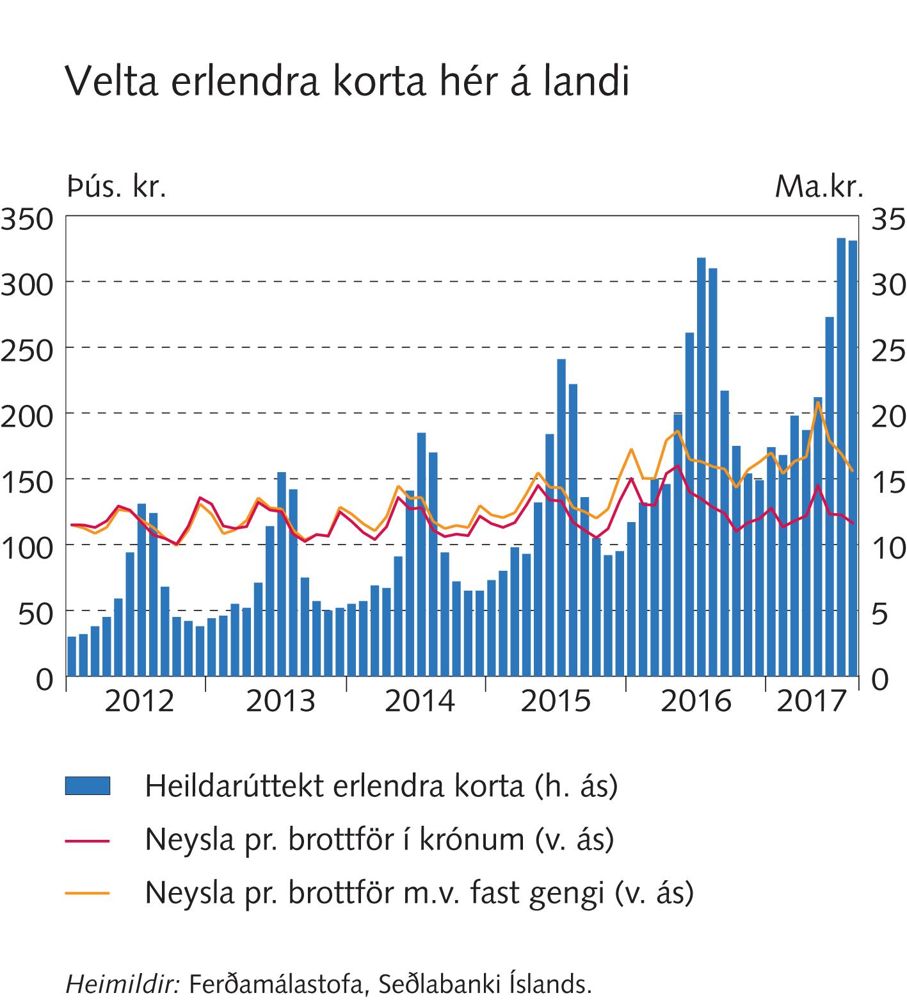 Velta erlendra korta hér á landi
Þús. kr. Ma.kr.
350 35
300 30
250 25
200 20
150 15
100 10
50 5
0 0
2012 2013 2014 2015 2016 2017
Heildarúttekt erlendra korta (h. ás)
Neysla pr. brottför í krónum (v. ás)
Neysla pr. brottför m.v. fast gengi (v. ás)
Heimildir: Ferðamálastofa, Seðlabanki Íslands.